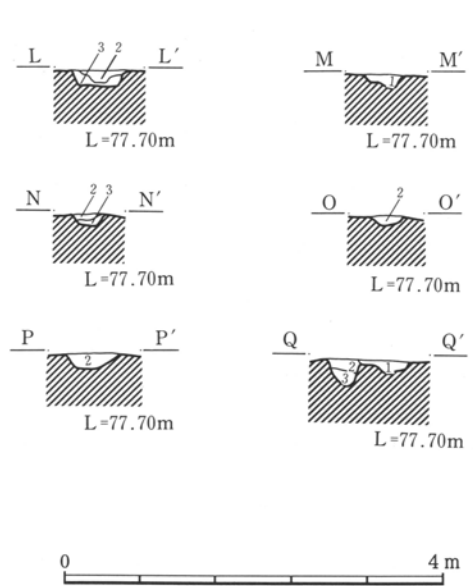 L 3 2 L′
L=77.70m
M 1 M′
L=77.70m
N 2 3 N′
L=77.70m
O 2 O′
L=77.70m
P 2 P′
L=77.70m
Q 2 3 1 Q′
L=77.70m
0 4 m